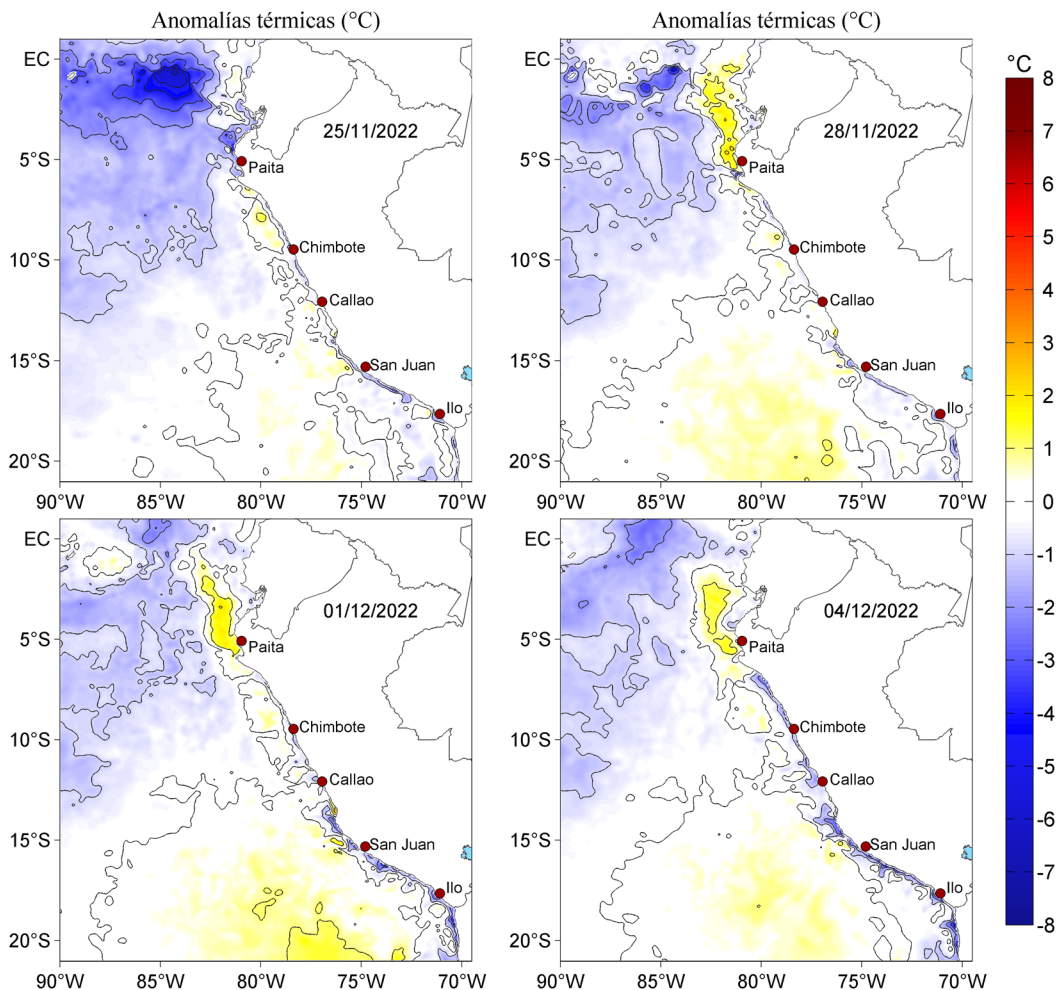 Anomalías térmicas (°C)
Anomalías térmicas (°C)
°C
EC
5°S
10°S
15°S
20°S
25/11/2022
Paita
Chimbote
Callao
San Juan
Ilo
90°W 85°W 80°W 75°W 70°W
EC
5°S
10°S
15°S
20°S
28/11/2022
Paita
Chimbote
Callao
San Juan
Ilo
90°W 85°W 80°W 75°W 70°W
EC
5°S
10°S
15°S
20°S
01/12/2022
Paita
Chimbote
Callao
San Juan
Ilo
90°W 85°W 80°W 75°W 70°W
EC
5°S
10°S
15°S
20°S
04/12/2022
Paita
Chimbote
Callao
San Juan
Ilo
90°W 85°W 80°W 75°W 70°W
8
7
6
5
4
3
2
1
0
-1
-2
-3
-4
-5
-6
-7
-8